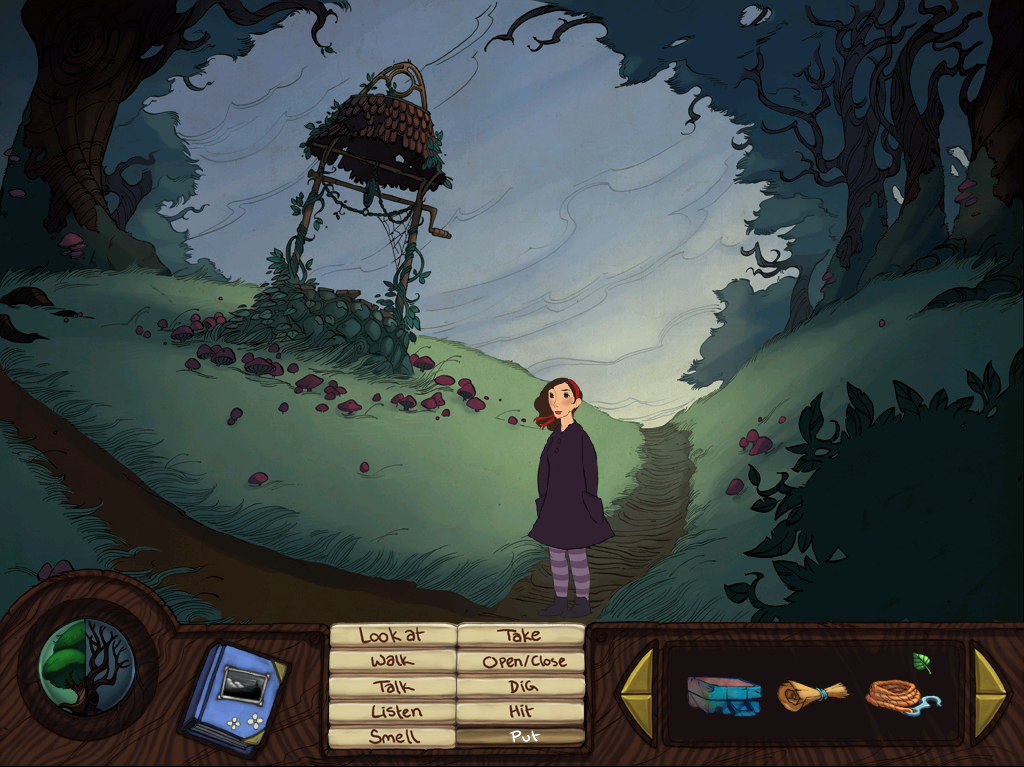 Look at Take
Walk Open/Close
Talk DiG
Listen Hit
Smell Put